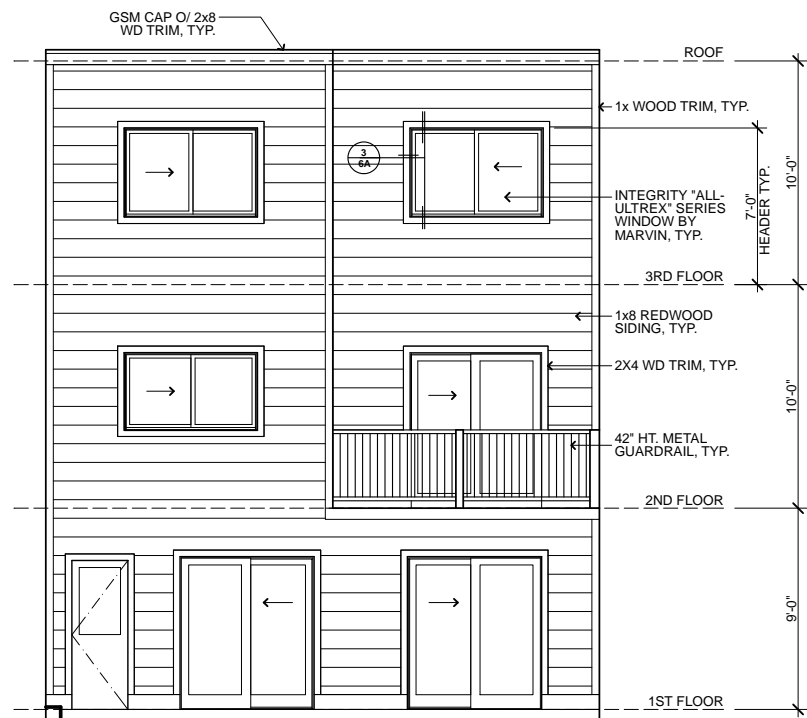 GSM CAP O/ 2x8
WD TRIM, TYP.
ROOF
1x WOOD TRIM, TYP.
3
6A
INTEGRITY "ALL-
ULTREX" SERIES
WINDOW BY
MARVIN, TYP.
7'-0"
HEADER TYP.
10'-0"
3RD FLOOR
1x8 REDWOOD
SIDING, TYP.
2X4 WD TRIM, TYP.
10'-0"
42" HT. METAL
GUARDRAIL, TYP.
2ND FLOOR
9'-0"
1ST FLOOR